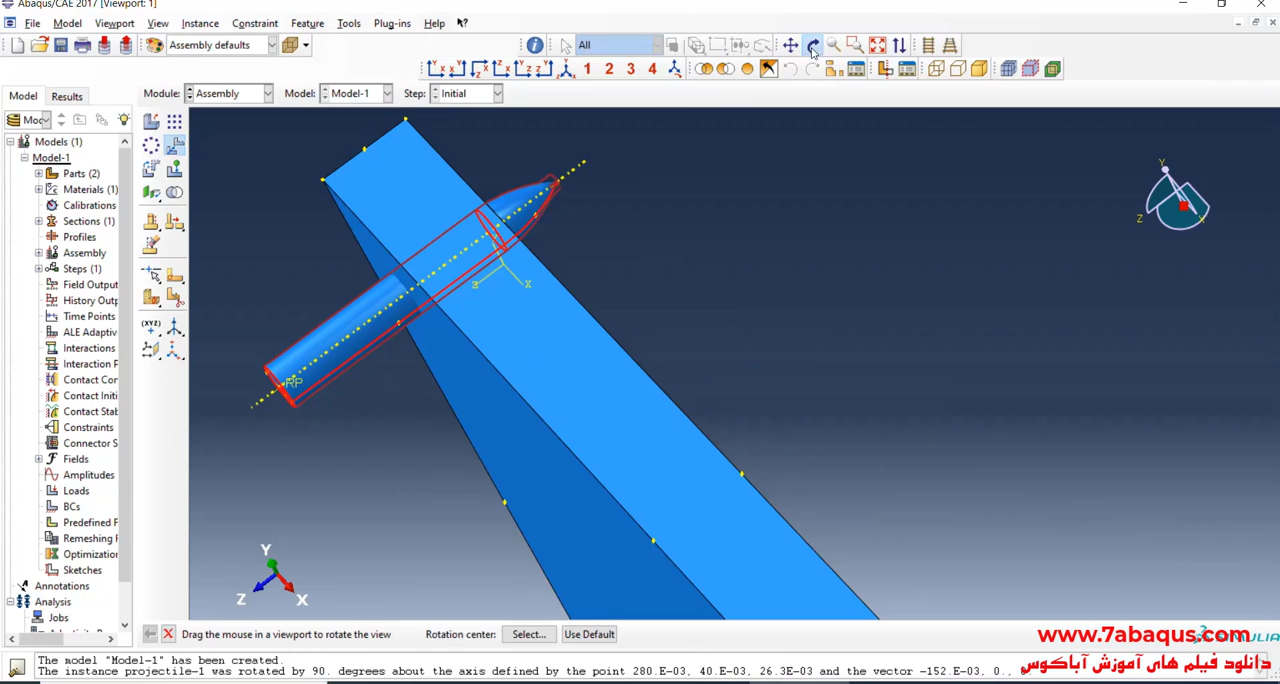 Abaqus/CAE 2017 [Viewport: 1]
File Model Viewport View Instance Constraint Feature Tools Plug-ins Help
Assembly defaults All
1 2 3 4
Model Results Module: Assembly Model: Model-1 Step: Initial
Models (1)
Model-1
Parts (2)
Materials (1)
Calibrations
Sections (1)
Profiles
Assembly
Steps (1)
Field Output
History Outp
Time Points
ALE Adaptiv
Interactions
Interaction P
Contact Con
Contact Initi
Contact Stab
Constraints
Connector S
Fields
Amplitudes
Loads
BCs
Predefined F
Remeshing F
Optimization
Sketches
Annotations
Analysis
Jobs
(XYZ)
RP
Z X
Y
Z X
Y
Z X
Drag the mouse in a viewport to rotate the view Rotation center: Select... Use Default
www.7abaqus.com
SIMULIA
دانلود فیلم های آموزش آباکوس
The model "Model-1" has been created.
The instance projectile-1 was rotated by 90. degrees about the axis defined by the point 280.E-03, 40.E-03, 26.3E-03 and the vector -152.E-03, 0., 0.